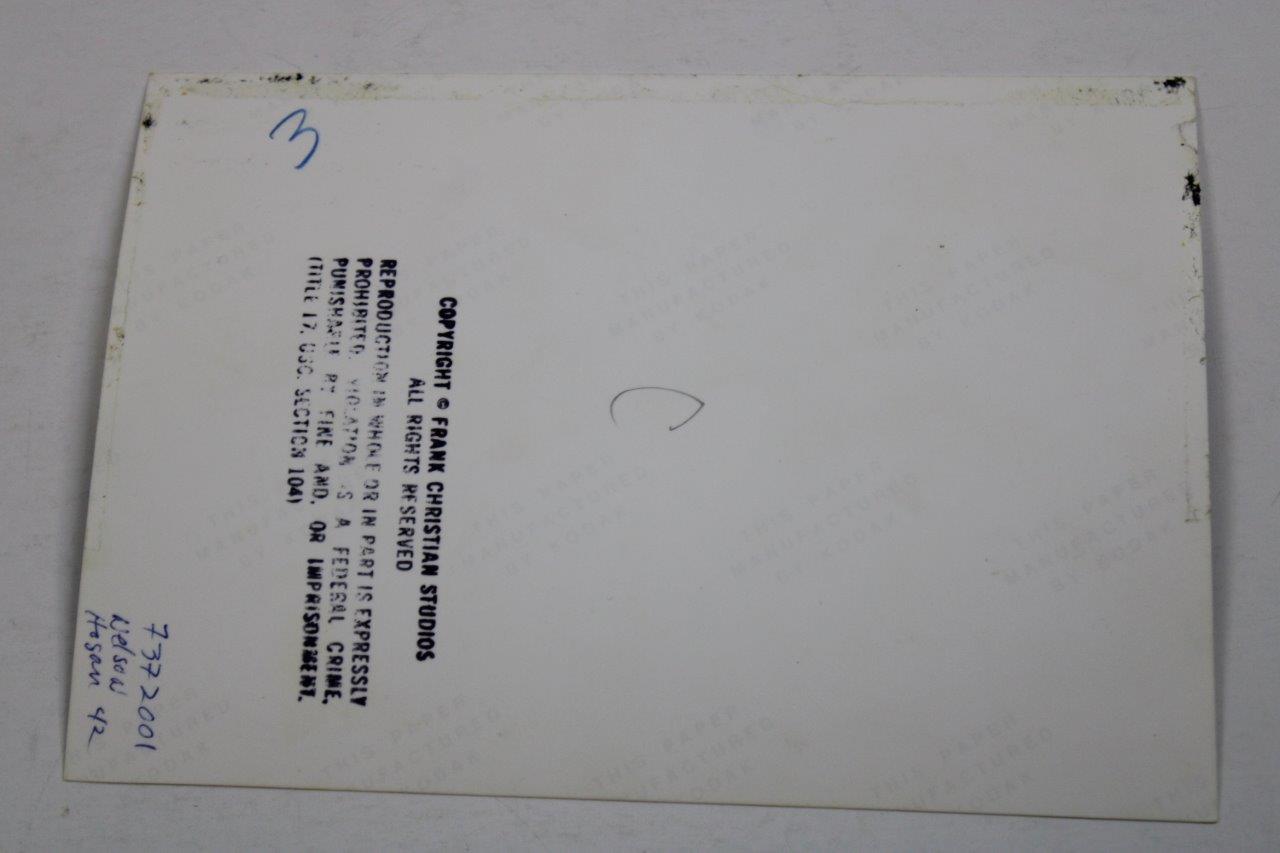 3
COPYRIGHT © FRANK CHRISTIAN STUDIOS
ALL RIGHTS RESERVED
REPRODUCTION IN WHOLE OR IN PART IS EXPRESSLY
PROHIBITED. VIOLATION IS A FEDERAL CRIME,
PUNISHABLE BY FINE AND, OR IMPRISONMENT.
(TITLE 17, USC. SECTION 104)
C
7372001
Nelson
Hogan 42
THIS PAPER
MANUFACTURED
BY KODAK